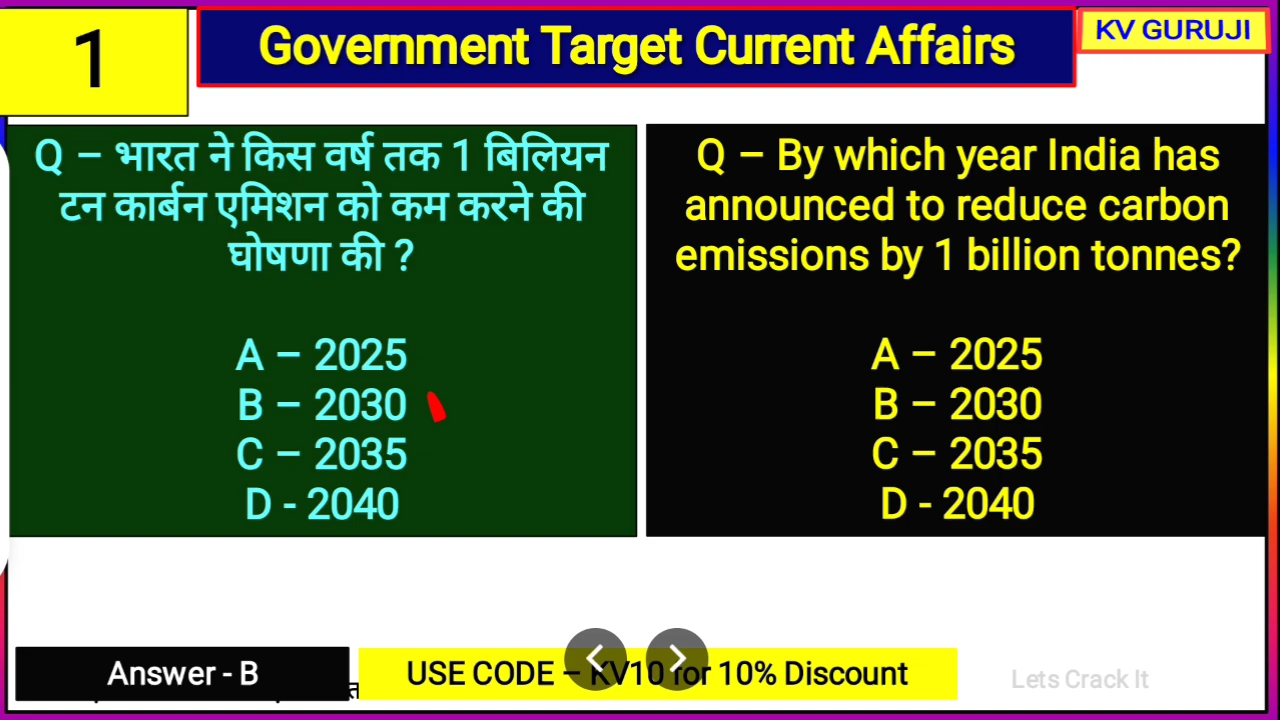 1
Government Target Current Affairs
KV GURUJI
Q – भारत ने किस वर्ष तक 1 बिलियन
टन कार्बन एमिशन को कम करने की
घोषणा की ?
A – 2025
B – 2030
C – 2035
D - 2040
Q – By which year India has
announced to reduce carbon
emissions by 1 billion tonnes?
A – 2025
B – 2030
C – 2035
D - 2040
Answer - B
USE CODE – KV10 for 10% Discount
Lets Crack It